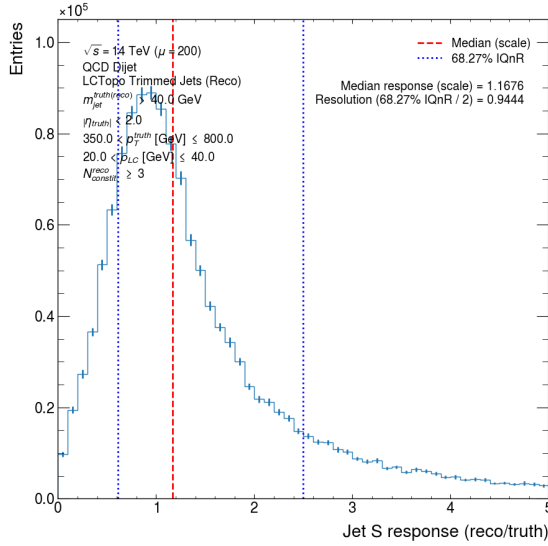 ×10⁵
Entries
1.0
0.8
0.6
0.4
0.2
0.0
√s = 14 TeV (μ = 200)
QCD Dijet
LCTopo Trimmed Jets (Reco)
m_jet^truth(reco) > 40.0 GeV
|η_truth| < 2.0
350.0 < p_T^truth [GeV] ≤ 800.0
20.0 < p_LC [GeV] ≤ 40.0
N_constit^reco ≥ 3
Median (scale)
68.27% IQnR
Median response (scale) = 1.1676
Resolution (68.27% IQnR / 2) = 0.9444
0 1 2 3 4 5
Jet S response (reco/truth)